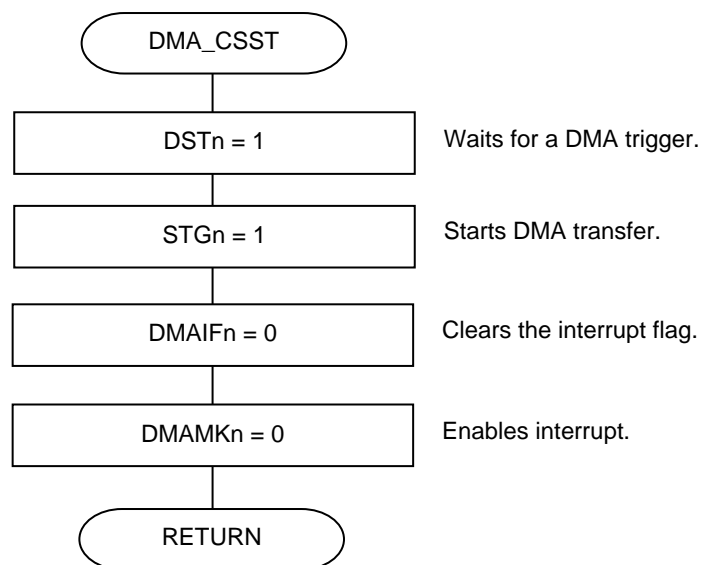 DMA_CSST
DSTn = 1 Waits for a DMA trigger.
STGn = 1 Starts DMA transfer.
DMAIFn = 0 Clears the interrupt flag.
DMAMKn = 0 Enables interrupt.
RETURN